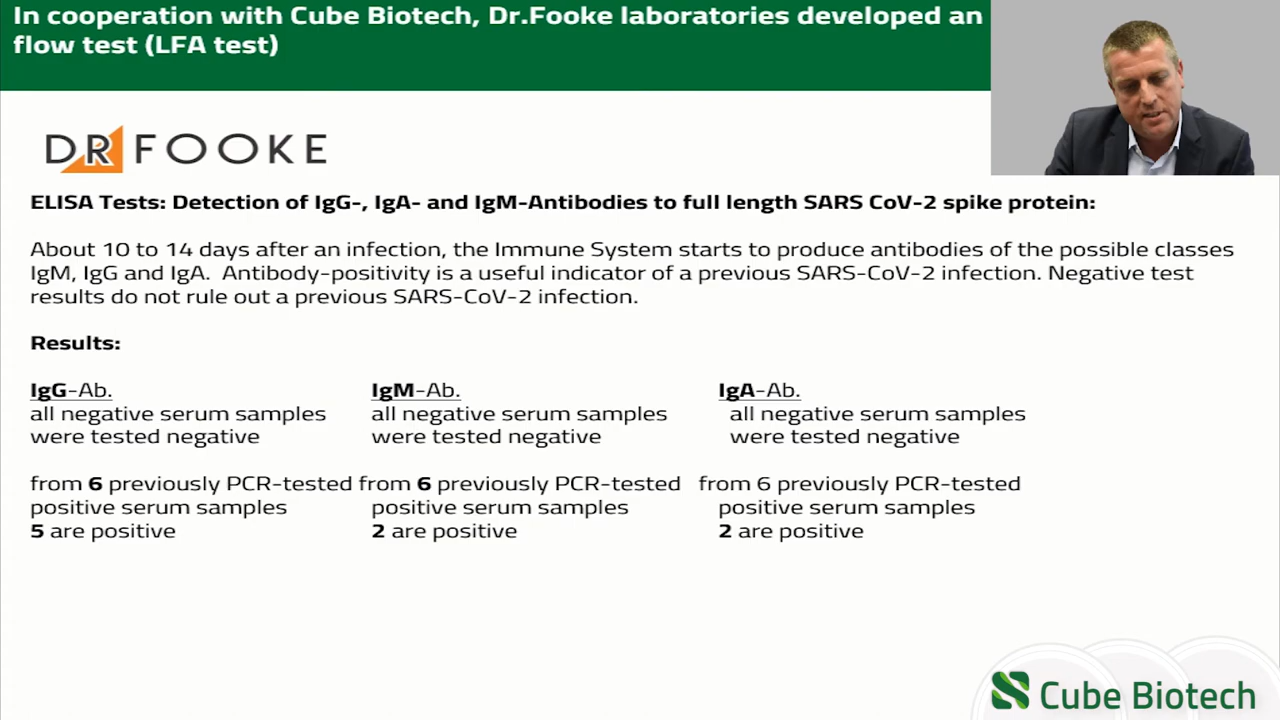 In cooperation with Cube Biotech, Dr.Fooke laboratories developed an
flow test (LFA test)
DR FOOKE
ELISA Tests: Detection of IgG-, IgA- and IgM-Antibodies to full length SARS CoV-2 spike protein:
About 10 to 14 days after an infection, the Immune System starts to produce antibodies of the possible classes
IgM, IgG and IgA. Antibody-positivity is a useful indicator of a previous SARS-CoV-2 infection. Negative test
results do not rule out a previous SARS-CoV-2 infection.
Results:
IgG-Ab.
all negative serum samples
were tested negative
from 6 previously PCR-tested
positive serum samples
5 are positive
IgM-Ab.
all negative serum samples
were tested negative
from 6 previously PCR-tested
positive serum samples
2 are positive
IgA-Ab.
all negative serum samples
were tested negative
from 6 previously PCR-tested
positive serum samples
2 are positive
Cube Biotech